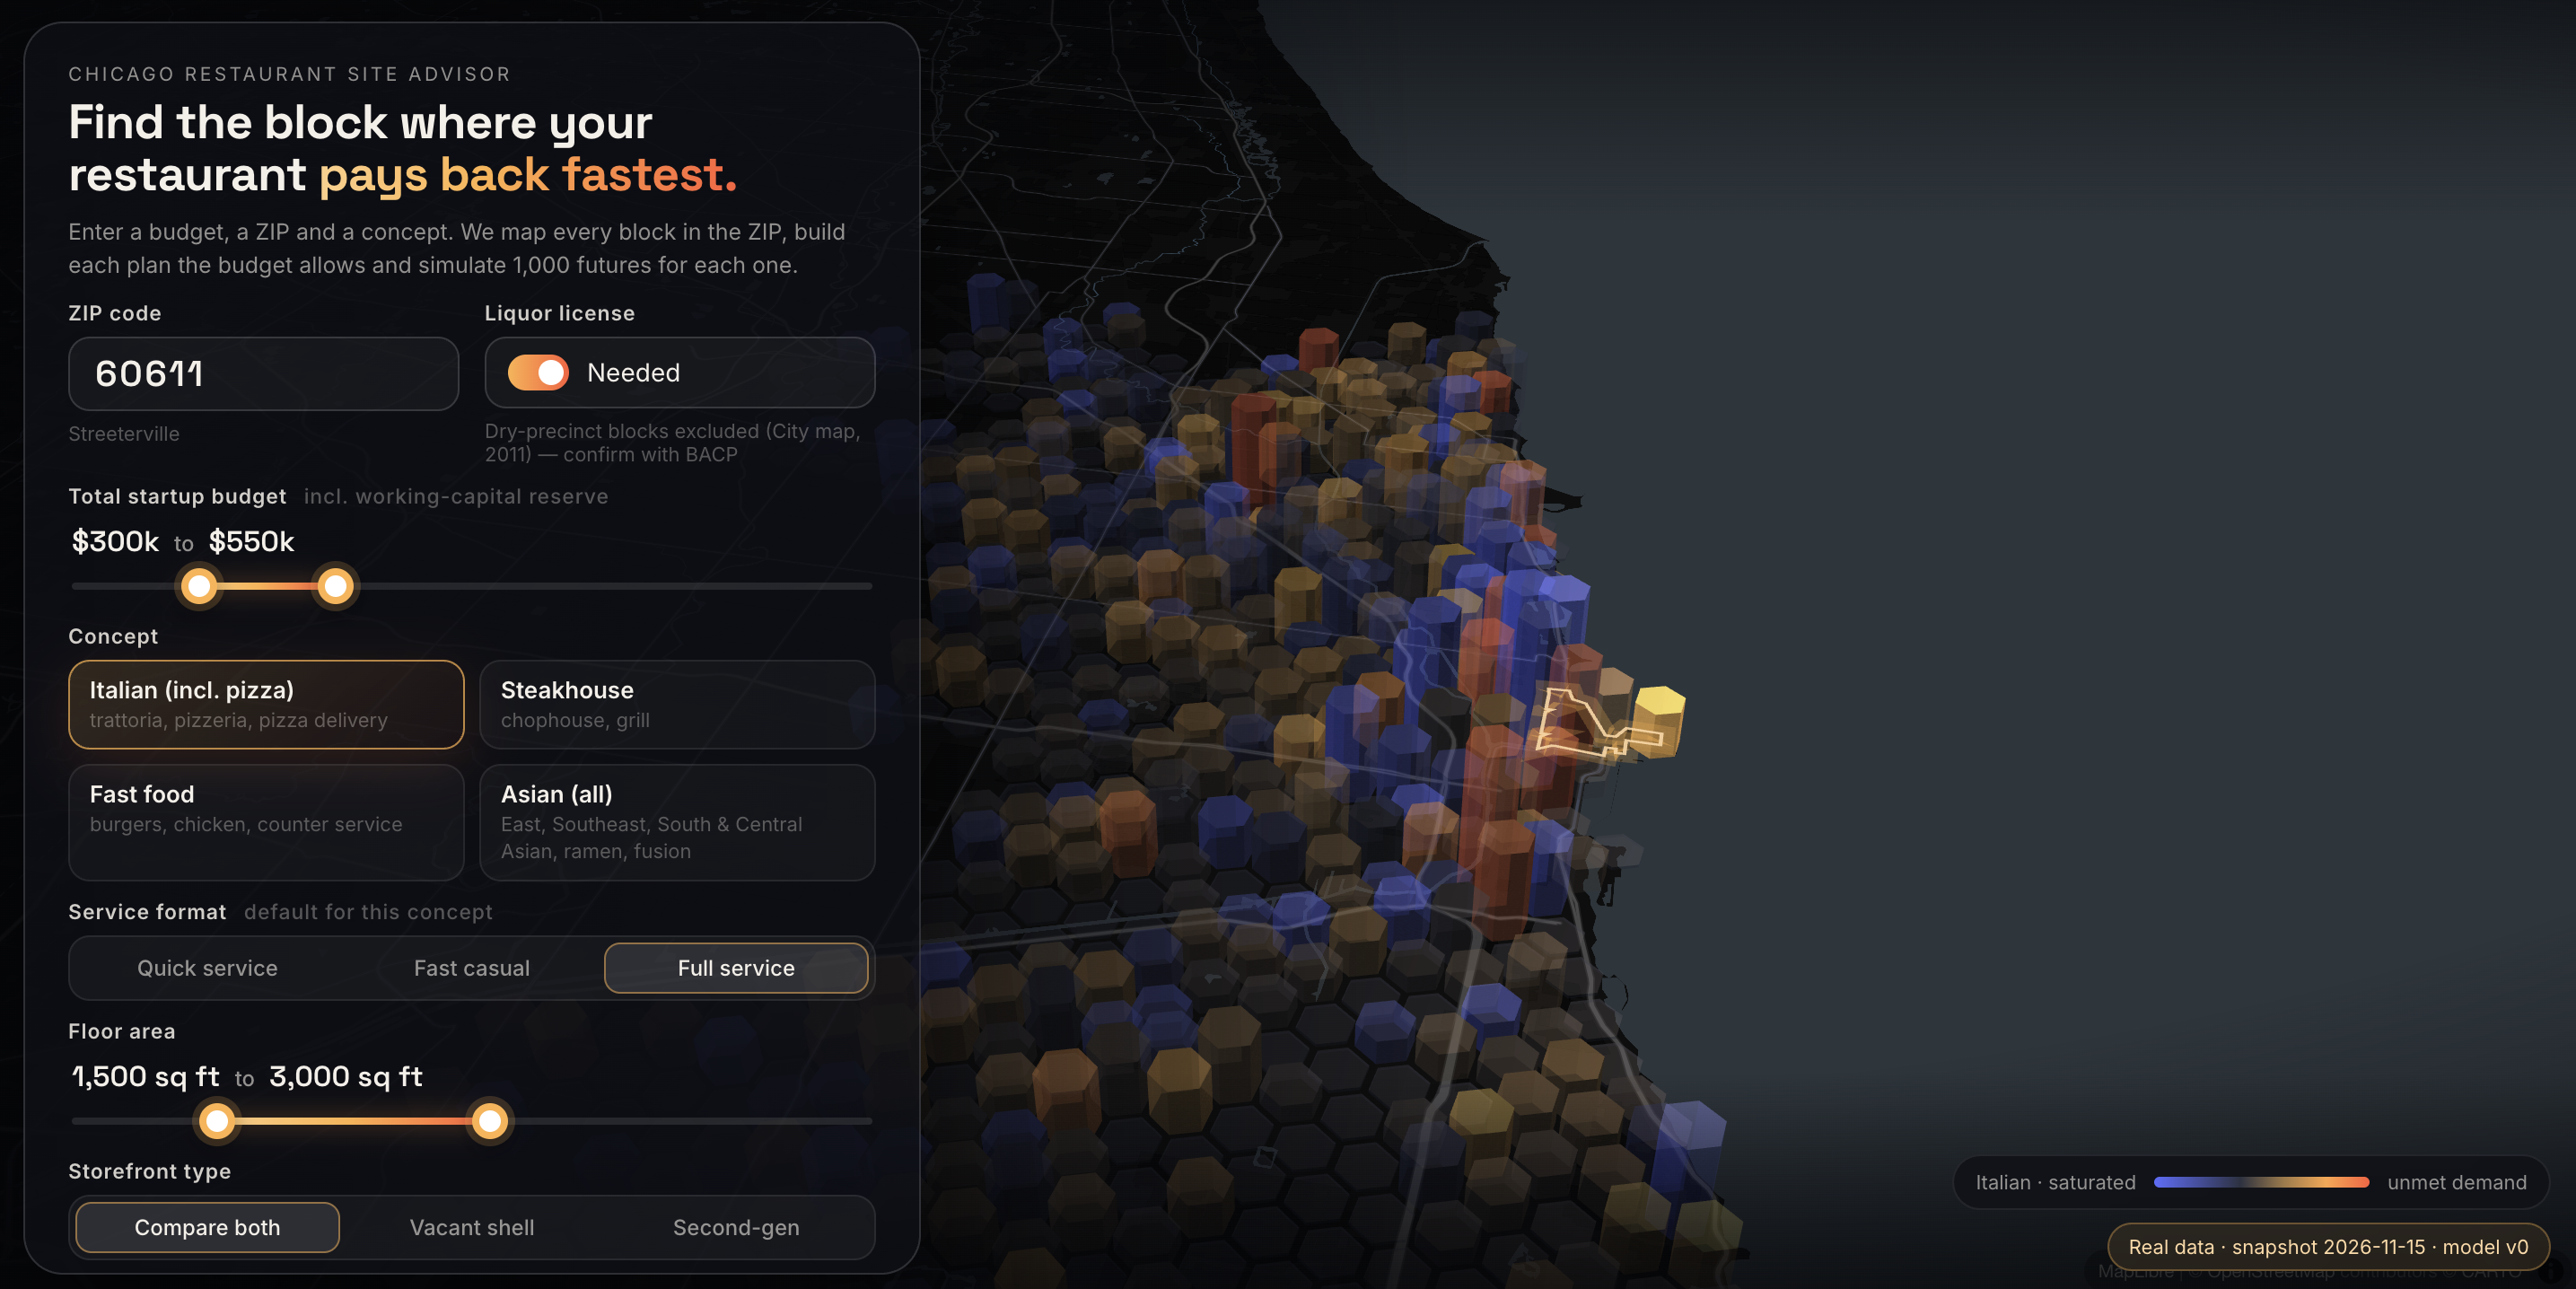 CHICAGO RESTAURANT SITE ADVISOR
Find the block where your
restaurant pays back fastest.
Enter a budget, a ZIP and a concept. We map every block in the ZIP, build
each plan the budget allows and simulate 1,000 futures for each one.
ZIP code
60611
Streeterville
Liquor license
Needed
Dry-precinct blocks excluded (City map,
2011) — confirm with BACP
Total startup budget incl. working-capital reserve
$300k to $550k
Concept
Italian (incl. pizza)
trattoria, pizzeria, pizza delivery
Steakhouse
chophouse, grill
Fast food
burgers, chicken, counter service
Asian (all)
East, Southeast, South & Central
Asian, ramen, fusion
Service format default for this concept
Quick service Fast casual Full service
Floor area
1,500 sq ft to 3,000 sq ft
Storefront type
Compare both Vacant shell Second-gen
Italian · saturated unmet demand
Real data · snapshot 2026-11-15 · model v0
MapLibre | © OpenStreetMap contributors © CARTO